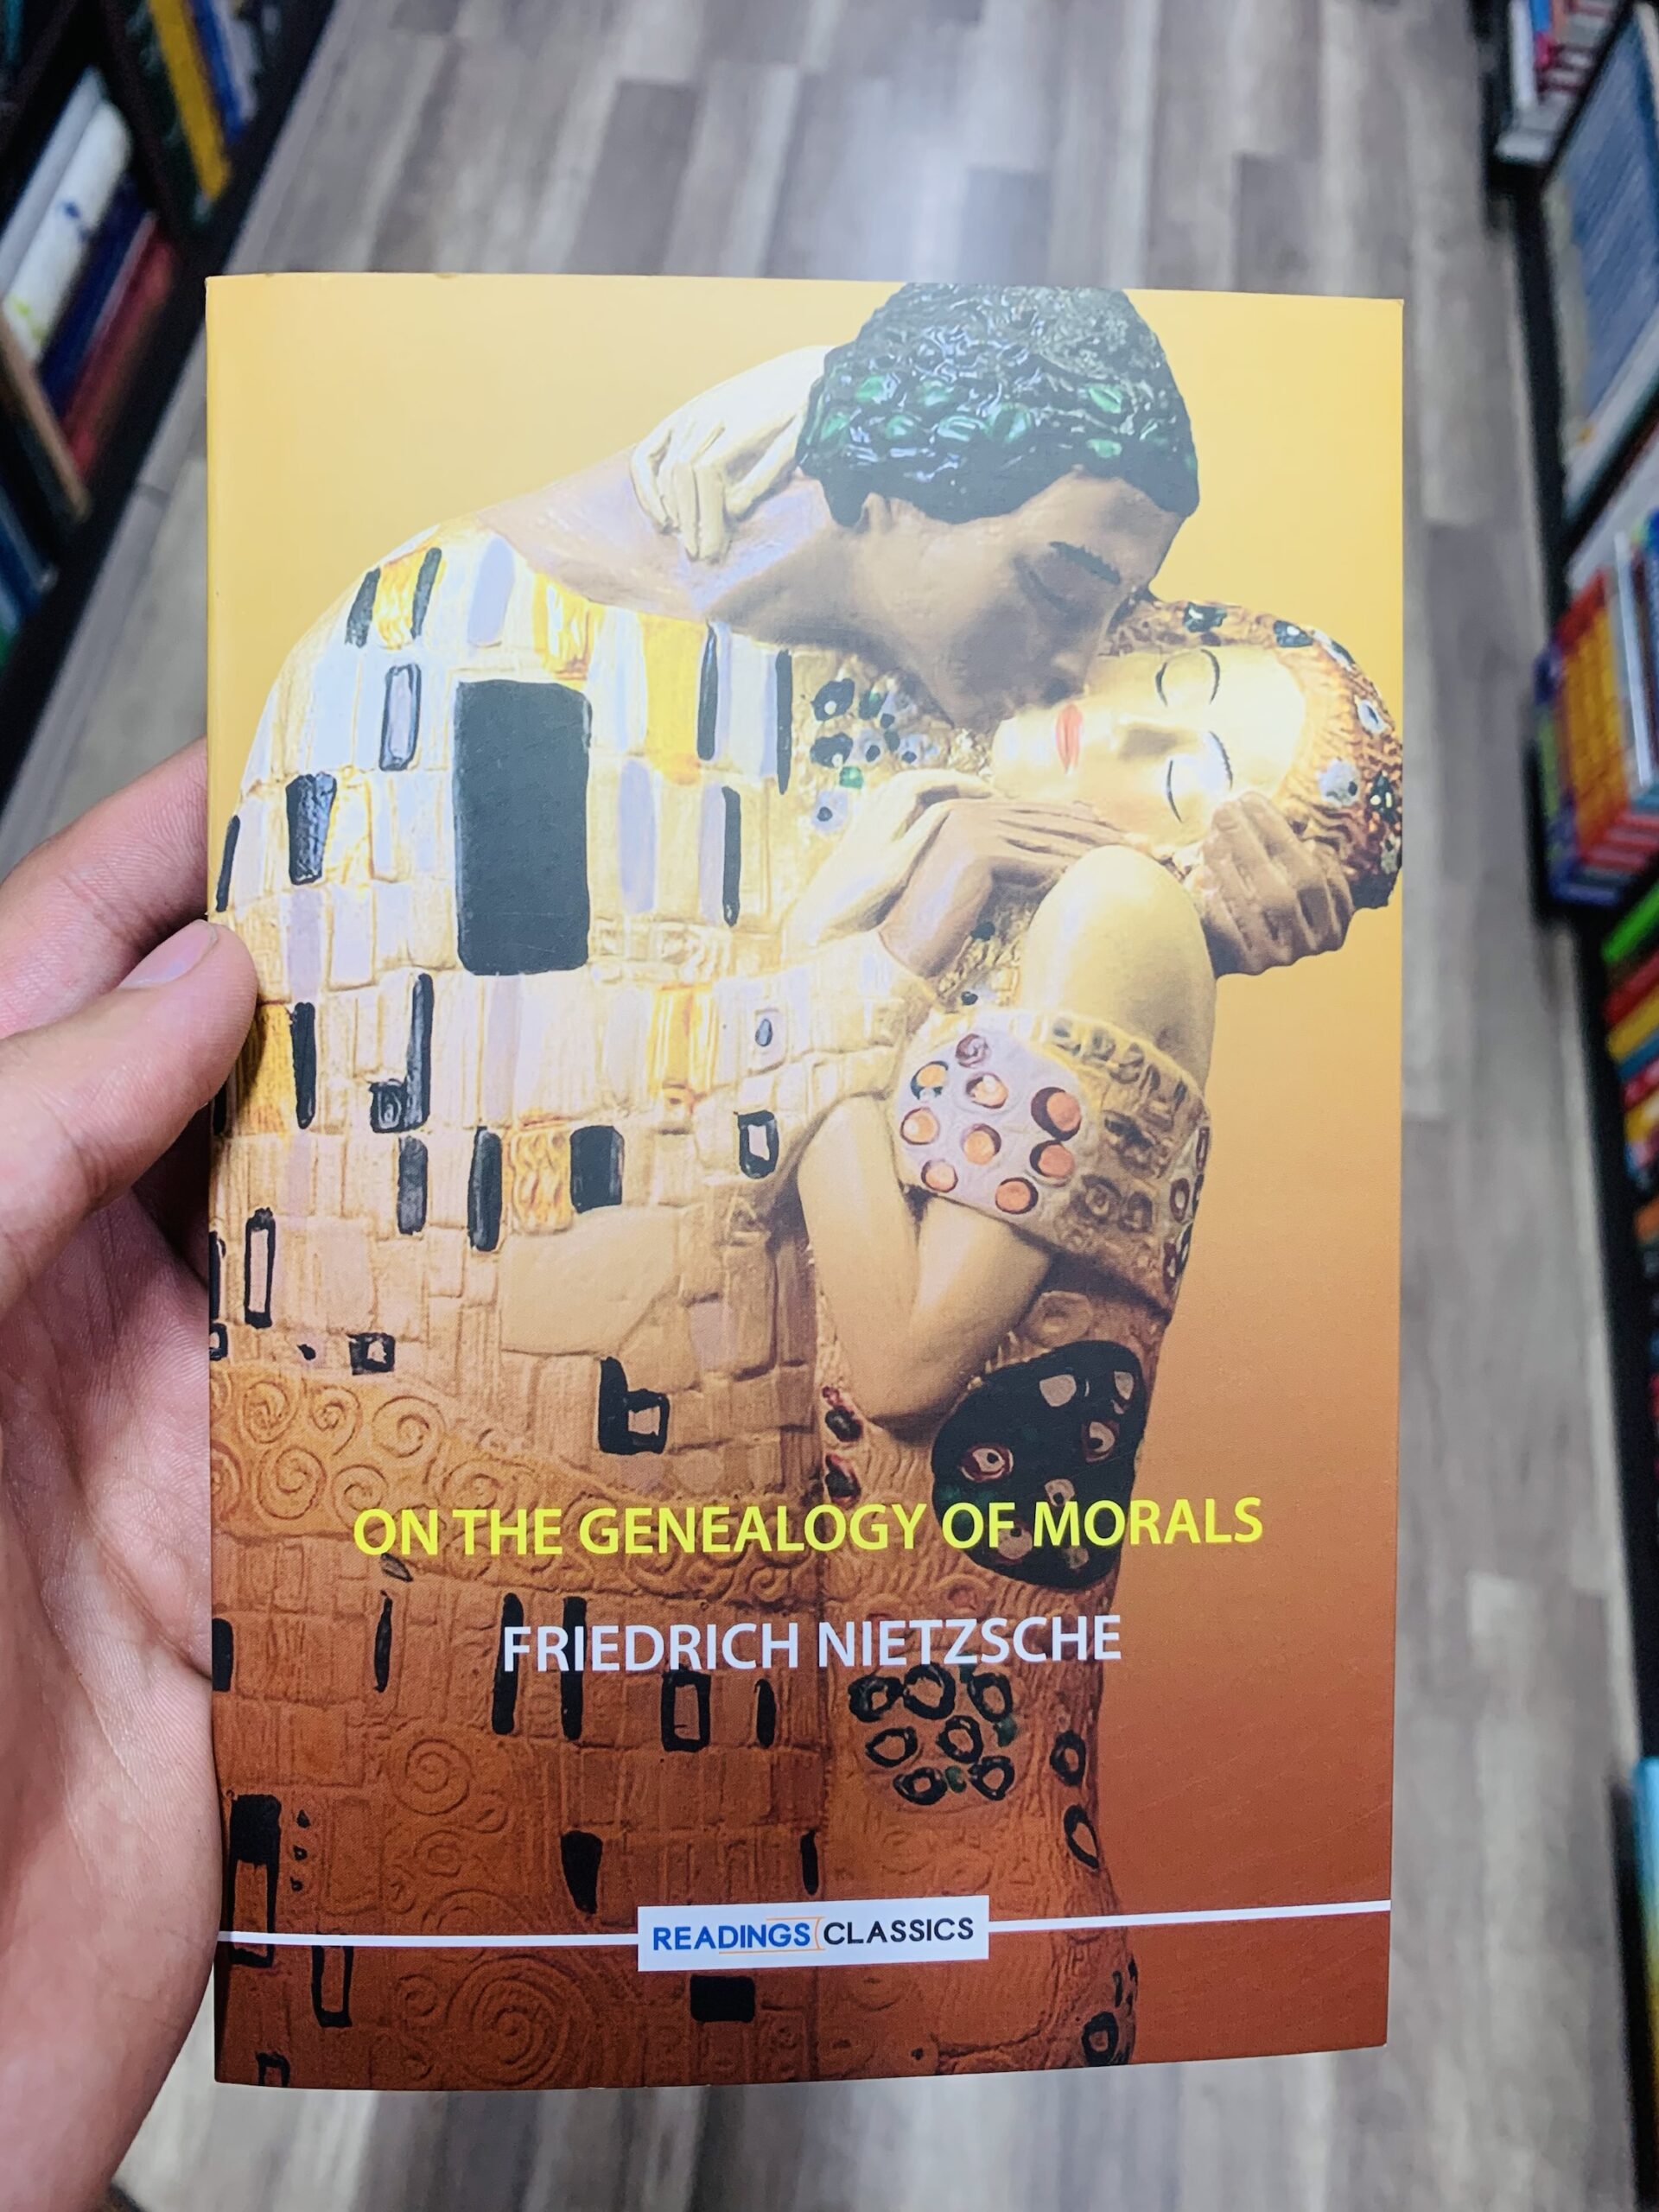 ON THE GENEALOGY OF MORALS
FRIEDRICH NIETZSCHE
READINGS CLASSICS